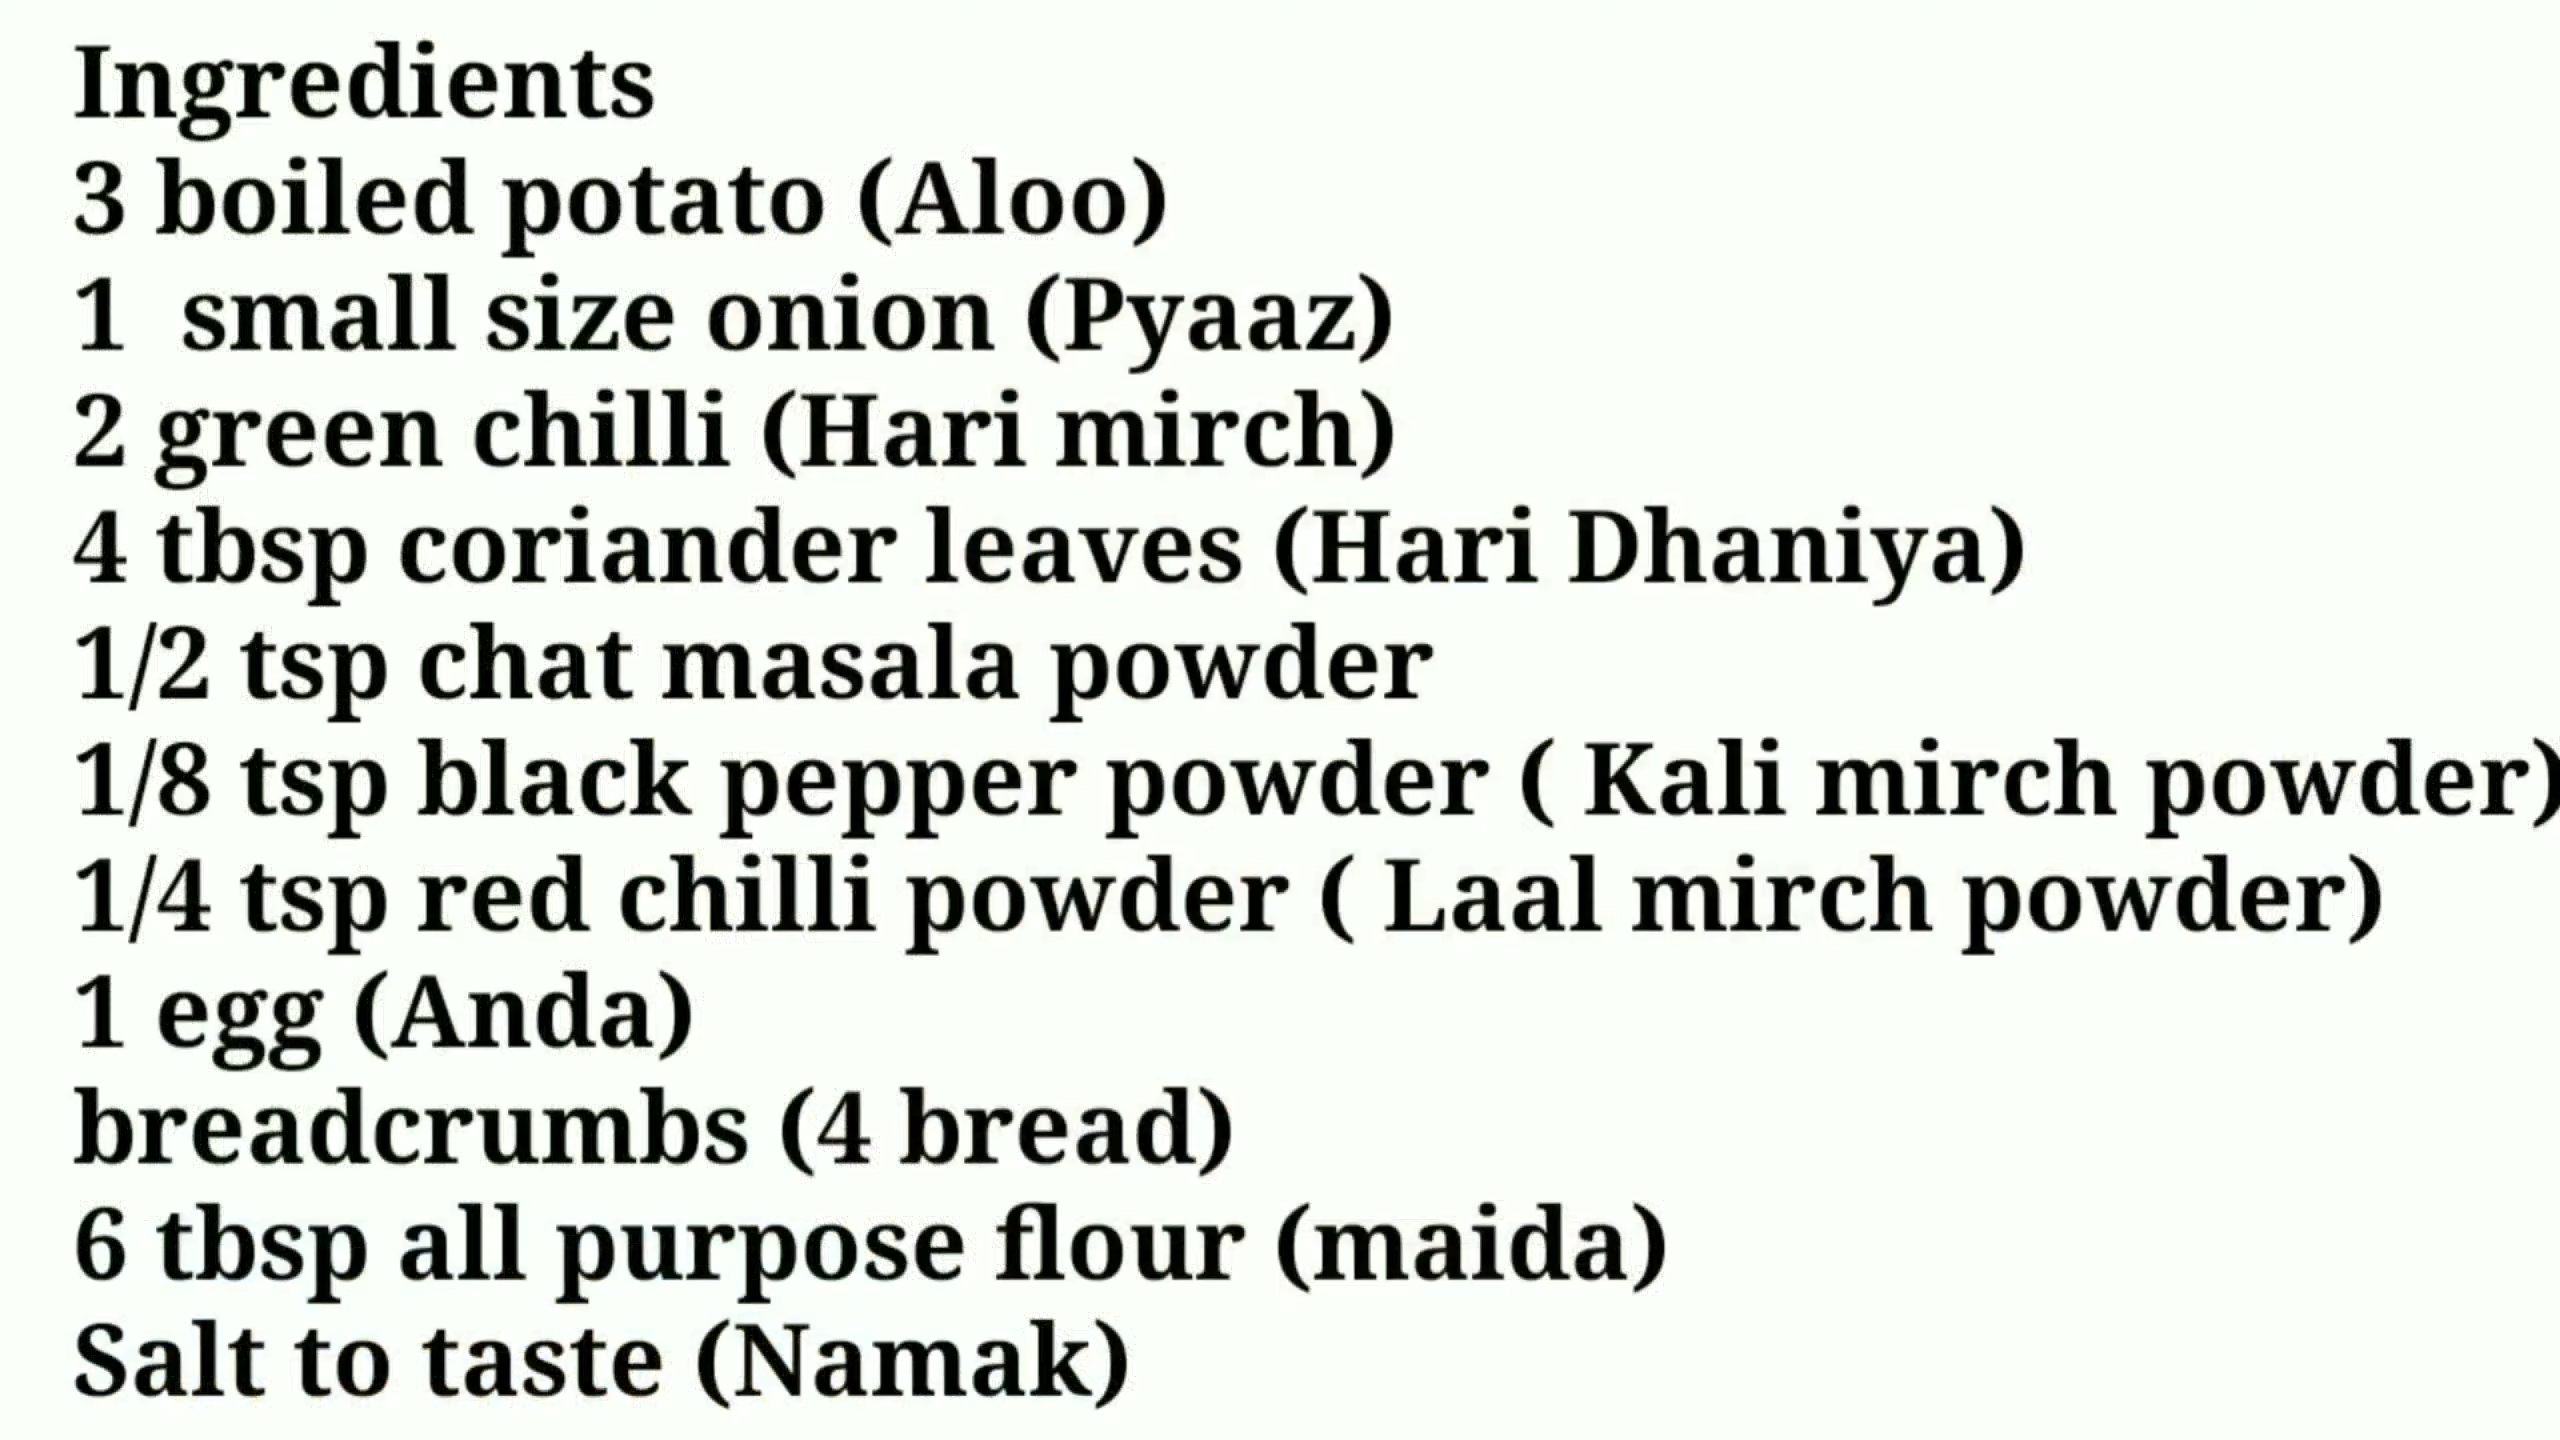 Ingredients
3 boiled potato (Aloo)
1  small size onion (Pyaaz)
2 green chilli (Hari mirch)
4 tbsp coriander leaves (Hari Dhaniya)
1/2 tsp chat masala powder
1/8 tsp black pepper powder ( Kali mirch powder)
1/4 tsp red chilli powder ( Laal mirch powder)
1 egg (Anda)
breadcrumbs (4 bread)
6 tbsp all purpose flour (maida)
Salt to taste (Namak)